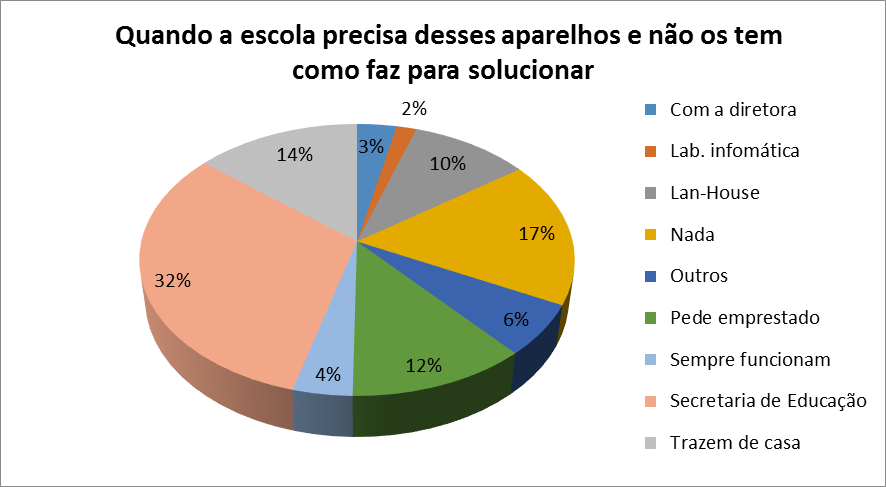 Quando a escola precisa desses aparelhos e não os tem
como faz para solucionar
2%
3%
10%
14%
17%
32%
6%
12%
4%
Com a diretora
Lab. infomática
Lan-House
Nada
Outros
Pede emprestado
Sempre funcionam
Secretaria de Educação
Trazem de casa